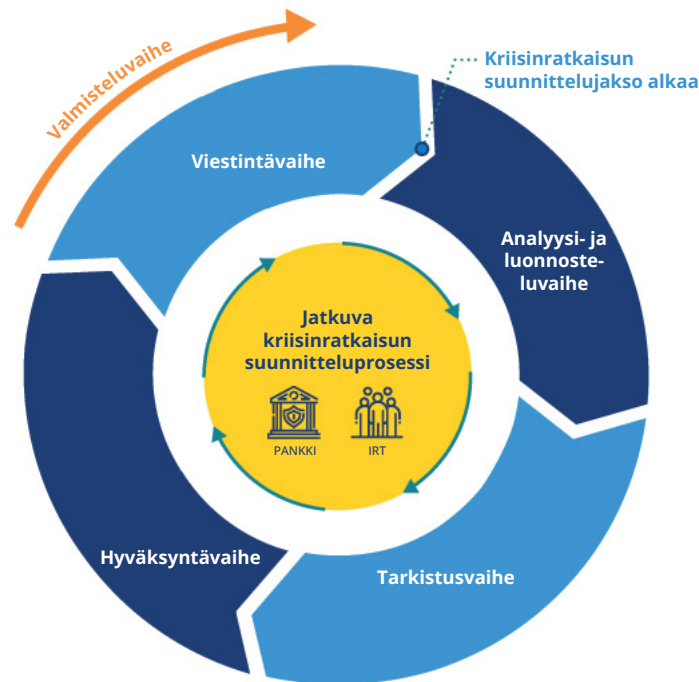 Valmisteluvaihe
Kriisinratkaisun
suunnittelujakso alkaa
Viestintävaihe
Analyysi- ja
luonnoste-
luvaihe
Jatkuva
kriisinratkaisun
suunnitteluprosessi
PANKKI
IRT
Hyväksyntävaihe
Tarkistusvaihe